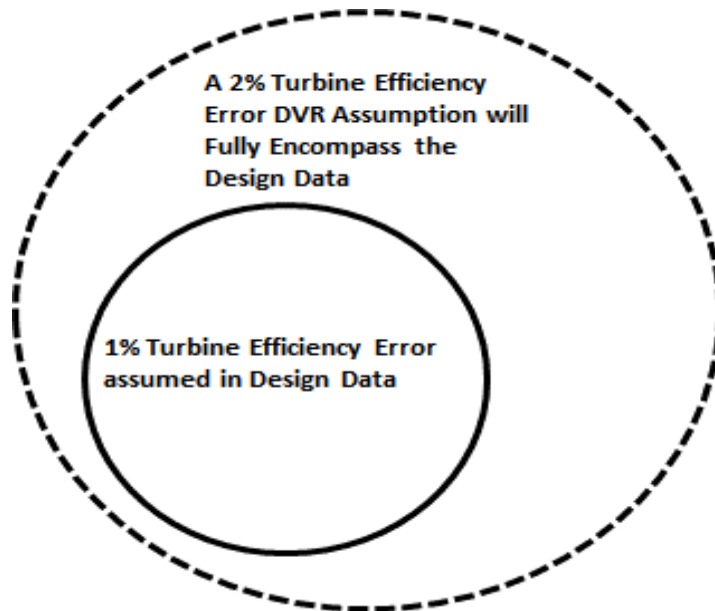 A 2% Turbine Efficiency
Error DVR Assumption will
Fully Encompass the
Design Data
1% Turbine Efficiency Error
assumed in Design Data